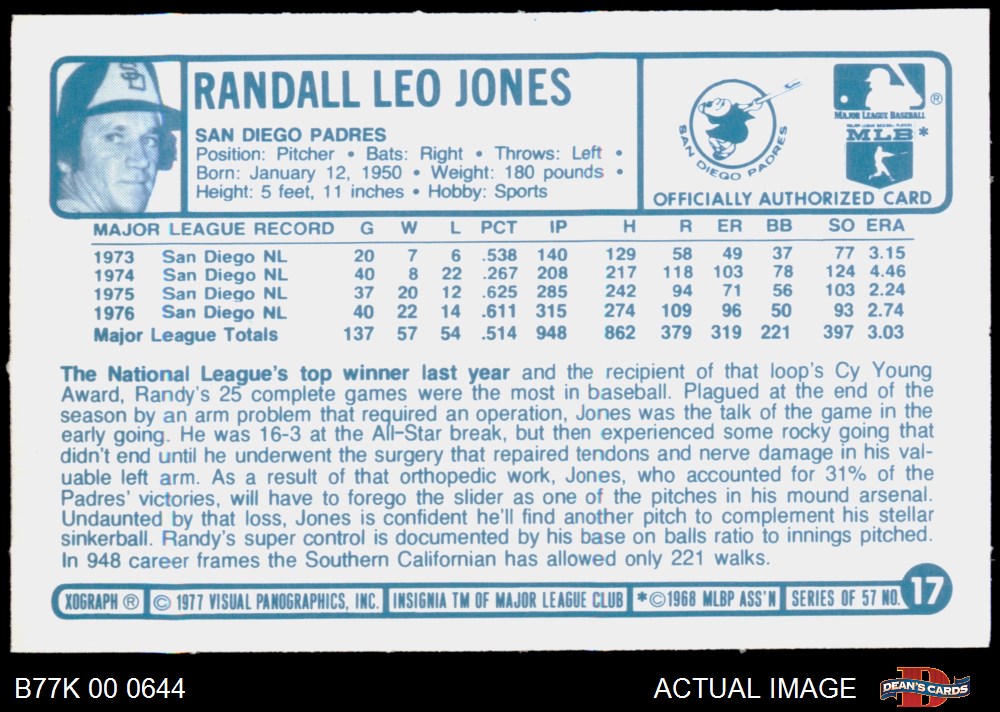 RANDALL LEO JONES
SAN DIEGO PADRES
Position: Pitcher • Bats: Right • Throws: Left •
Born: January 12, 1950 • Weight: 180 pounds •
Height: 5 feet, 11 inches • Hobby: Sports
SAN DIEGO PADRES
MAJOR LEAGUE BASEBALL
®
MLB*
OFFICIALLY AUTHORIZED CARD
MAJOR LEAGUE RECORD G W L PCT IP H R ER BB SO ERA
1973 San Diego NL 20 7 6 .538 140 129 58 49 37 77 3.15
1974 San Diego NL 40 8 22 .267 208 217 118 103 78 124 4.46
1975 San Diego NL 37 20 12 .625 285 242 94 71 56 103 2.24
1976 San Diego NL 40 22 14 .611 315 274 109 96 50 93 2.74
Major League Totals 137 57 54 .514 948 862 379 319 221 397 3.03
The National League's top winner last year and the recipient of that loop's Cy Young
Award, Randy's 25 complete games were the most in baseball. Plagued at the end of the
season by an arm problem that required an operation, Jones was the talk of the game in the
early going. He was 16-3 at the All-Star break, but then experienced some rocky going that
didn't end until he underwent the surgery that repaired tendons and nerve damage in his val-
uable left arm. As a result of that orthopedic work, Jones, who accounted for 31% of the
Padres' victories, will have to forego the slider as one of the pitches in his mound arsenal.
Undaunted by that loss, Jones is confident he'll find another pitch to complement his stellar
sinkerball. Randy's super control is documented by his base on balls ratio to innings pitched.
In 948 career frames the Southern Californian has allowed only 221 walks.
XOGRAPH ® © 1977 VISUAL PANOGRAPHICS, INC. INSIGNIA TM OF MAJOR LEAGUE CLUB *©1968 MLBP ASS'N SERIES OF 57 NO. 17
B77K 00 0644
ACTUAL IMAGE
DEAN'S CARDS